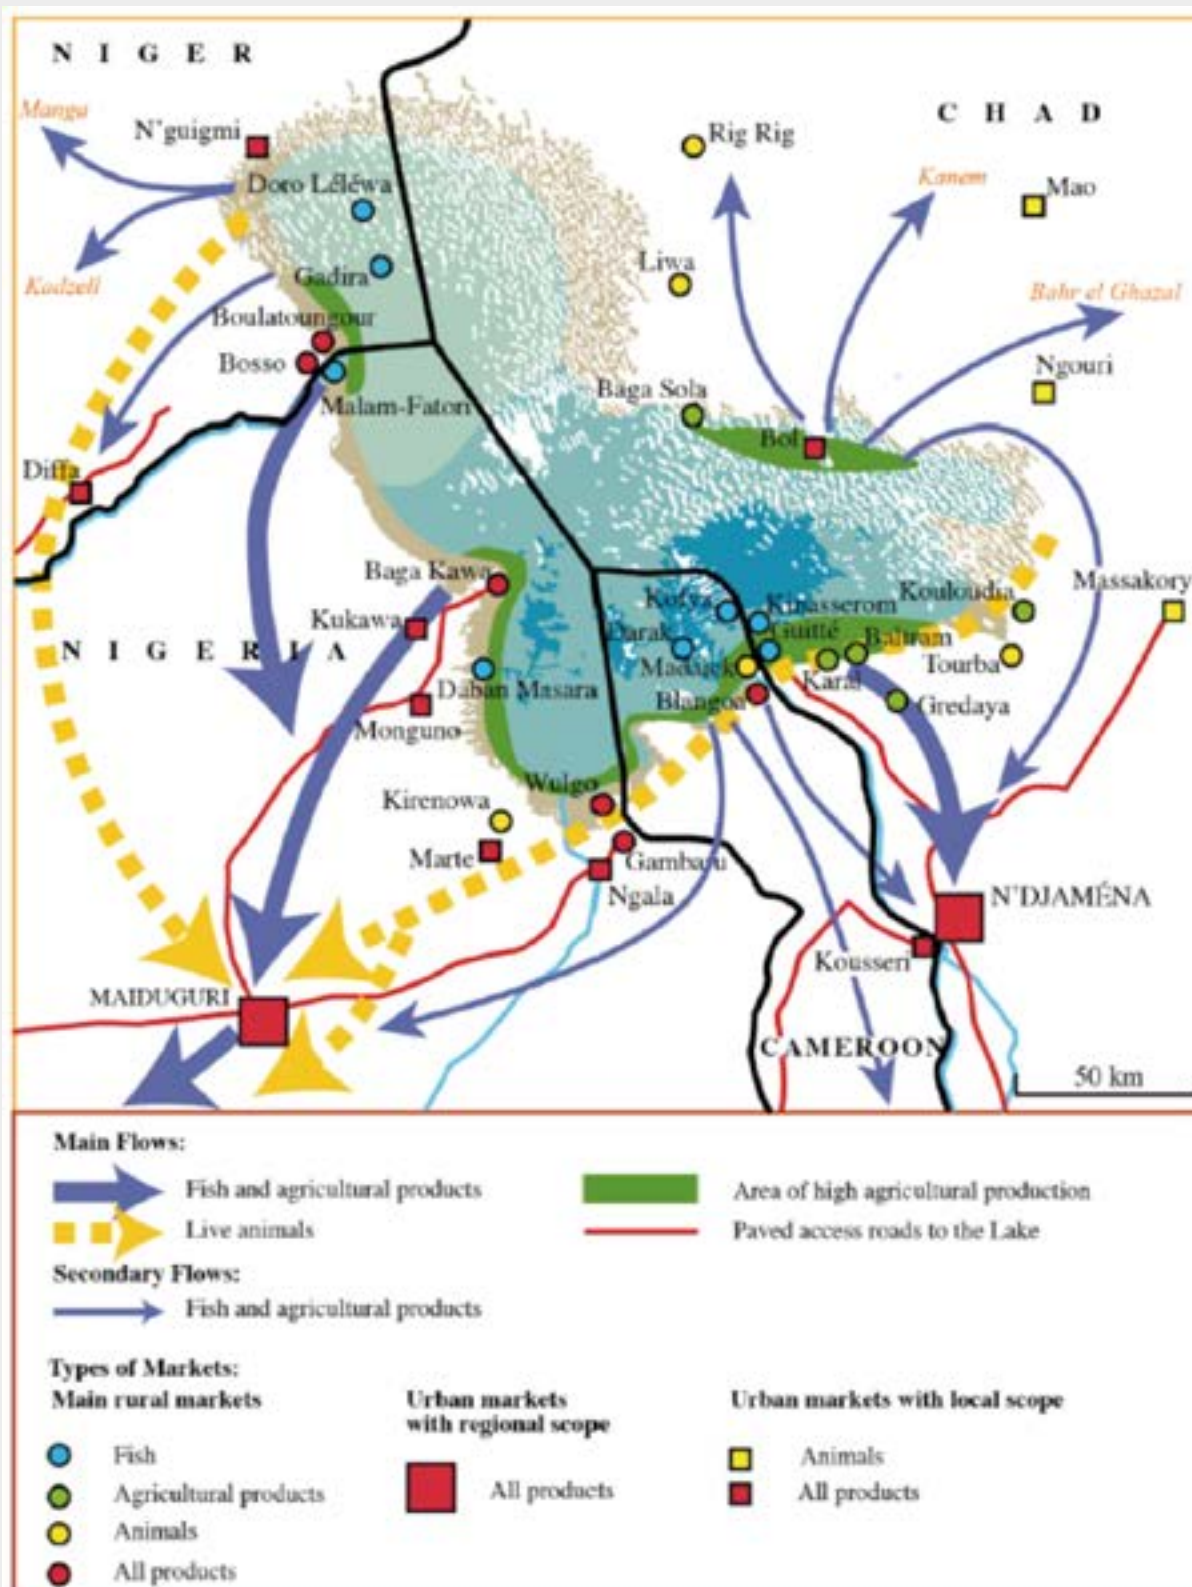 N I G E R
C H A D
Manga
N'guigmi
Rig Rig
Kanem
Mao
Doro Léléwa
Liwa
Gadira
Kadzell
Bahr el Ghazal
Boulatoungour
Bosso
Ngouri
Baga Sola
Malam-Fatori
Bol
Diffa
Baga Kawa
Massakory
Kouloudia
Kofya
Kinasserom
Kukawa
Darak
Guitté
Bahram
N I G E R I A
Tourba
Madaick
Karal
Daban Masara
Blangoa
Gredaya
Monguno
Wulgo
Kirenowa
Marte
Gambaru
Ngala
N'DJAMÉNA
Kousseri
MAIDUGURI
CAMEROON
50 km
Main Flows:
Fish and agricultural products
Area of high agricultural production
Live animals
Paved access roads to the Lake
Secondary Flows:
Fish and agricultural products
Types of Markets:
Main rural markets
Urban markets
with regional scope
Urban markets with local scope
Fish
Animals
All products
All products
Agricultural products
Animals
All products